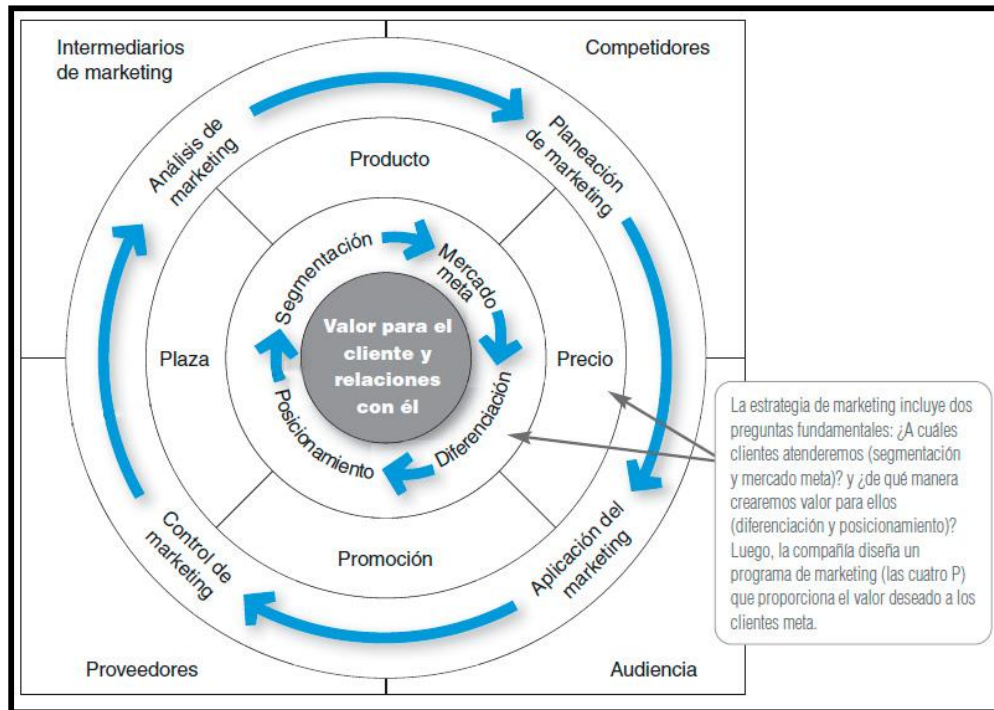 Intermediarios
de marketing
Competidores
Análisis de
marketing
Planeación
de marketing
Producto
Segmentación
Mercado
meta
Valor para el
cliente y
relaciones
con él
Plaza
Precio
Posicionamiento
Diferenciación
La estrategia de marketing incluye dos
preguntas fundamentales: ¿A cuáles
clientes atenderemos (segmentación
y mercado meta)? y ¿de qué manera
crearemos valor para ellos
(diferenciación y posicionamiento)?
Luego, la compañía diseña un
programa de marketing (las cuatro P)
que proporciona el valor deseado a los
clientes meta.
Control de
marketing
Promoción
Aplicación del
marketing
Proveedores
Audiencia